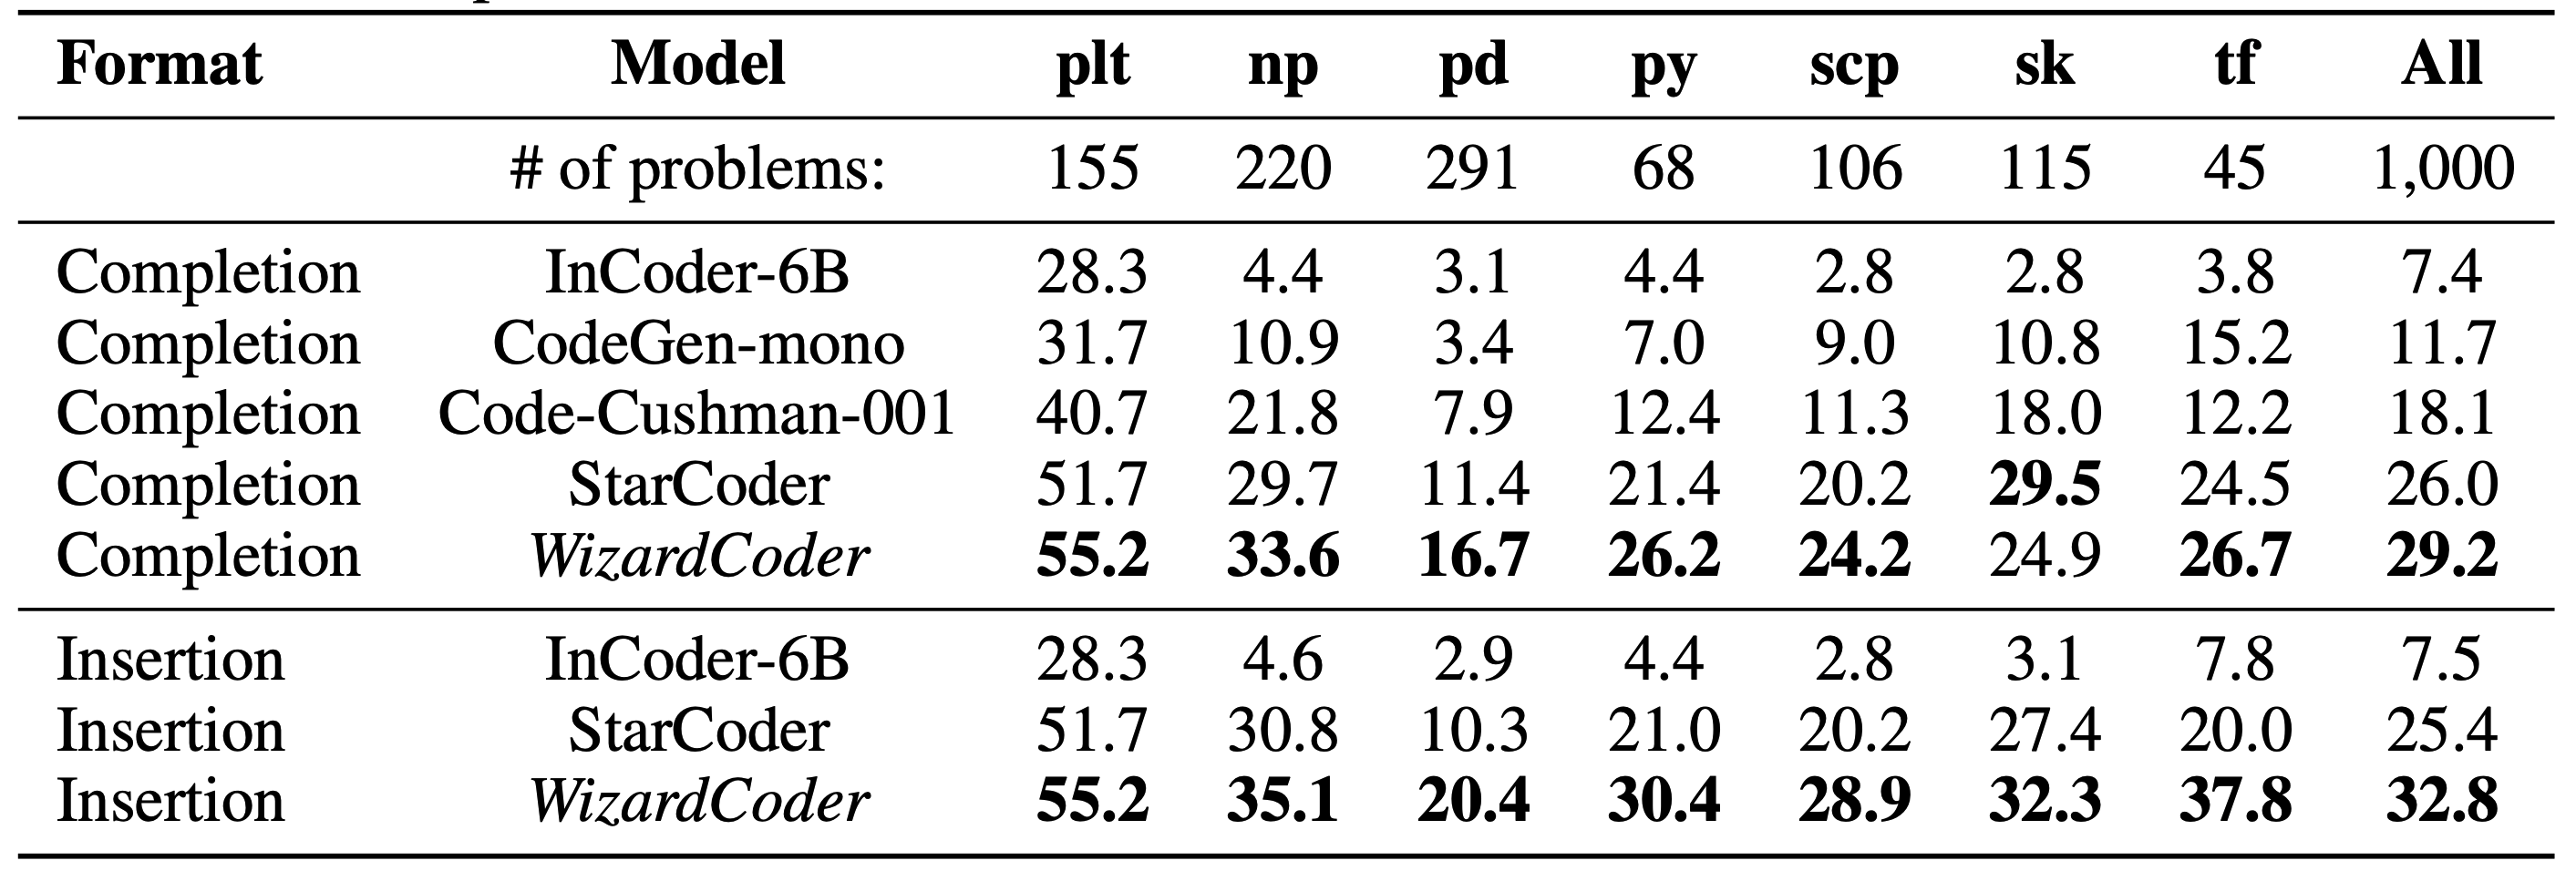 Format Model plt np pd py scp sk tf All
# of problems: 155 220 291 68 106 115 45 1,000
Completion InCoder-6B 28.3 4.4 3.1 4.4 2.8 2.8 3.8 7.4
Completion CodeGen-mono 31.7 10.9 3.4 7.0 9.0 10.8 15.2 11.7
Completion Code-Cushman-001 40.7 21.8 7.9 12.4 11.3 18.0 12.2 18.1
Completion StarCoder 51.7 29.7 11.4 21.4 20.2 29.5 24.5 26.0
Completion WizardCoder 55.2 33.6 16.7 26.2 24.2 24.9 26.7 29.2
Insertion InCoder-6B 28.3 4.6 2.9 4.4 2.8 3.1 7.8 7.5
Insertion StarCoder 51.7 30.8 10.3 21.0 20.2 27.4 20.0 25.4
Insertion WizardCoder 55.2 35.1 20.4 30.4 28.9 32.3 37.8 32.8